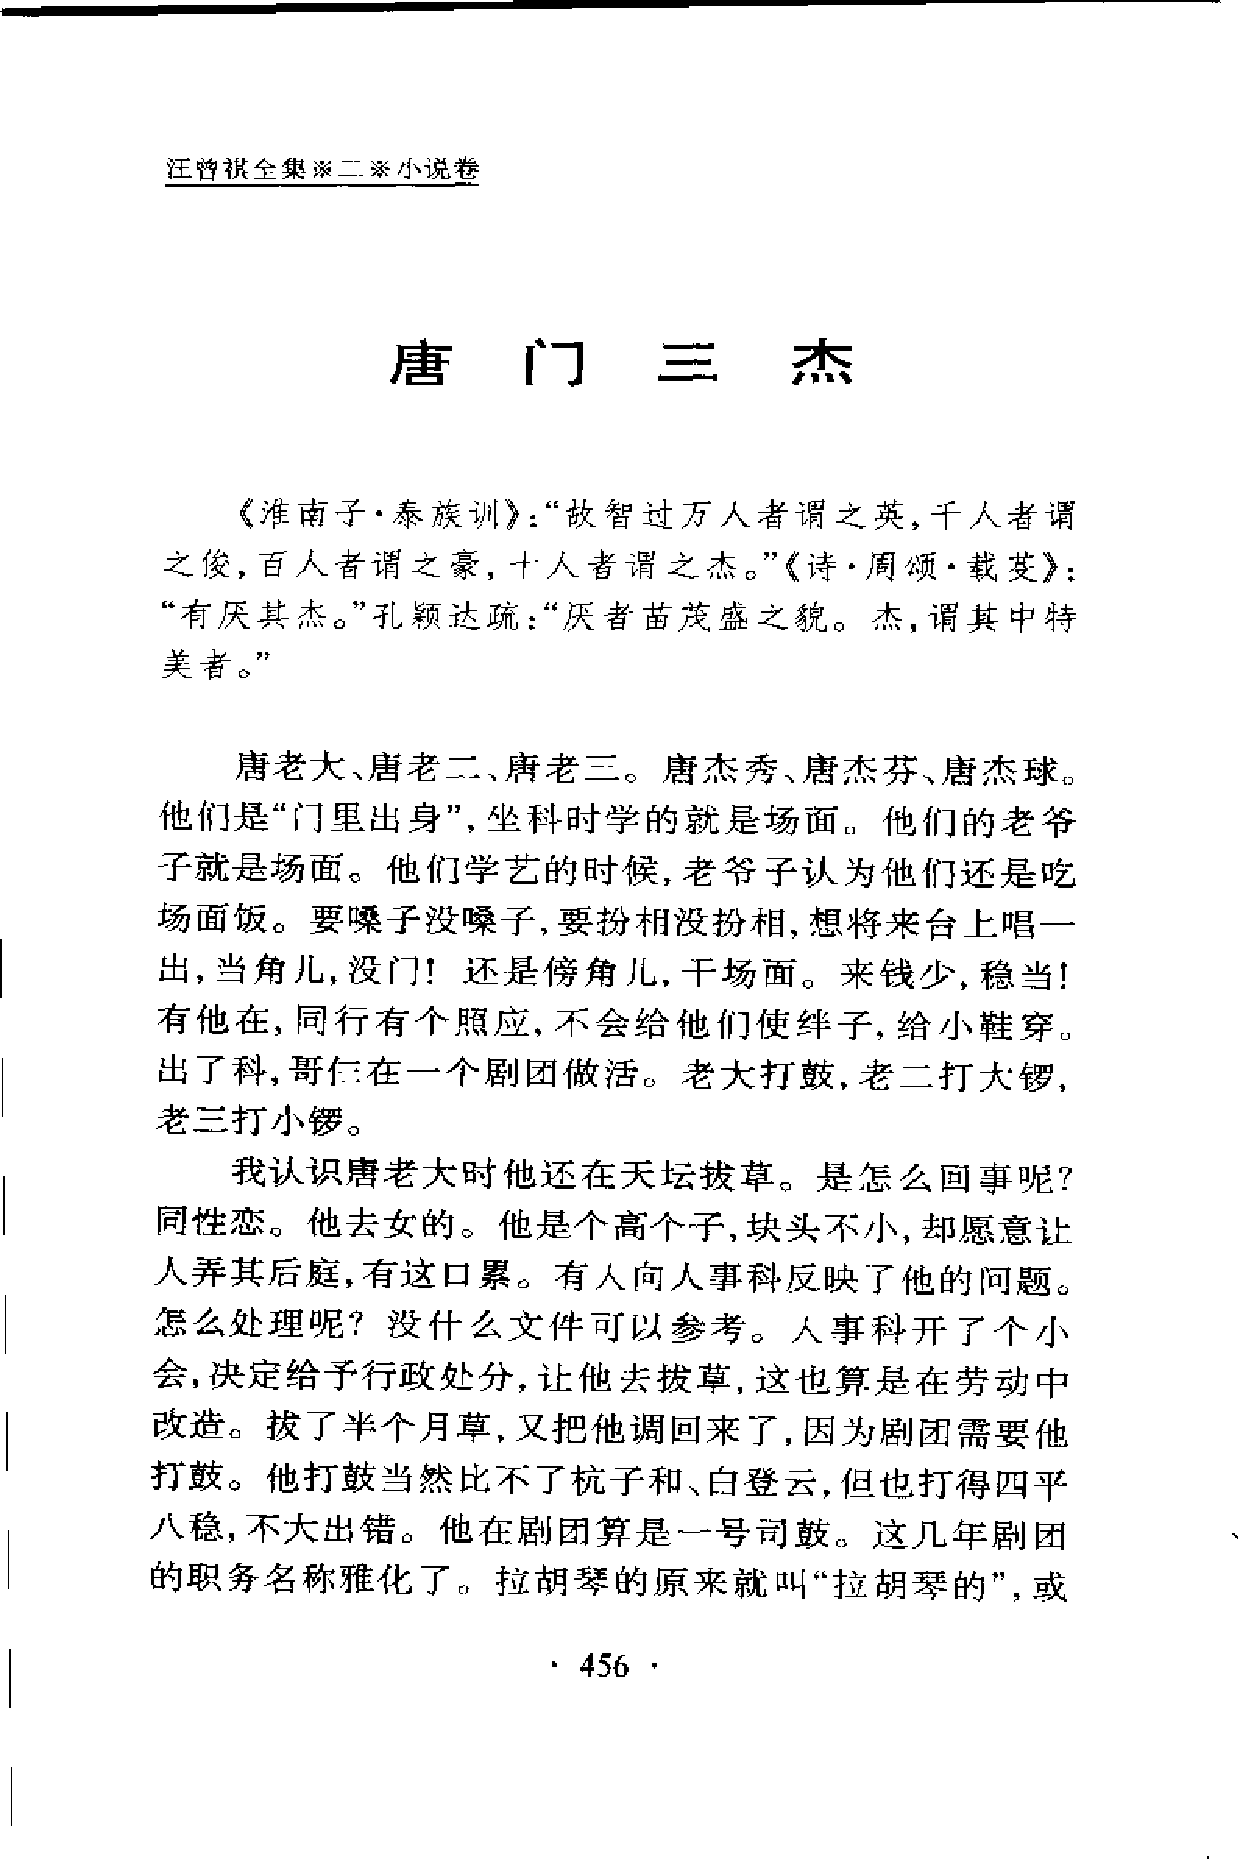 汪曾祺全集※二※小说卷
唐门三杰
《淮南子·泰族训》:“故智过万人者谓之英,千人者谓
之俊,百人者谓之豪,十人者谓之杰。”《诗·周颂·载芟》:
“有厌其杰。”孔颖达疏:“厌者苗茂盛之貌。杰,谓其中特
美者。”
唐老大、唐老二、唐老三。唐杰秀、唐杰芬、唐杰球。
他们是“门里出身”,坐科时学的就是场面。他们的老爷
子就是场面。他们学艺的时候,老爷子认为他们还是吃
场面饭。要嗓子没嗓子,要扮相没扮相,想将来台上唱一
出,当角儿,没门!还是傍角儿,干场面。来钱少,稳当!
有他在,同行有个照应,不会给他们使绊子,给小鞋穿。
出了科,哥仨在一个剧团做活。老大打鼓,老二打大锣,
老三打小锣。
我认识唐老大时他还在天坛拔草。是怎么回事呢?
同性恋。他去女的。他是个高个子,块头不小,却愿意让
人弄其后庭,有这口累。有人向人事科反映了他的问题。
怎么处理呢?没什么文件可以参考。人事科开了个小
会,决定给予行政处分,让他去拔草,这也算是在劳动中
改造。拔了半个月草,又把他调回来了,因为剧团需要他
打鼓。他打鼓当然比不了杭子和、白登云,但也打得四平
八稳,不大出错。他在剧团算是一号司鼓。这几年剧团
的职务名称雅化了。拉胡琴的原来就叫“拉胡琴的”,或
· 456 ·